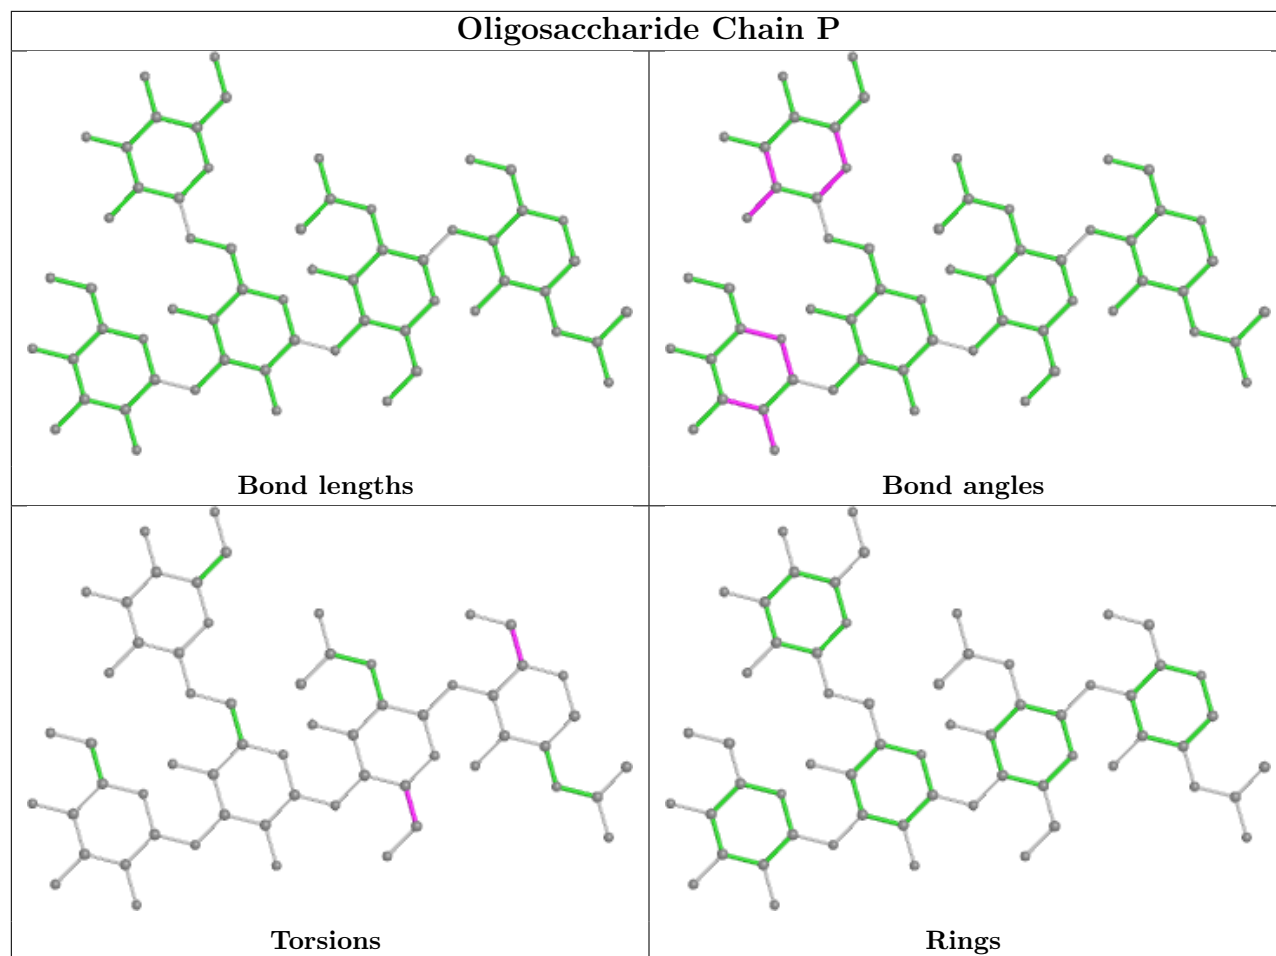 Oligosaccharide Chain P
Bond lengths
Bond angles
Torsions
Rings